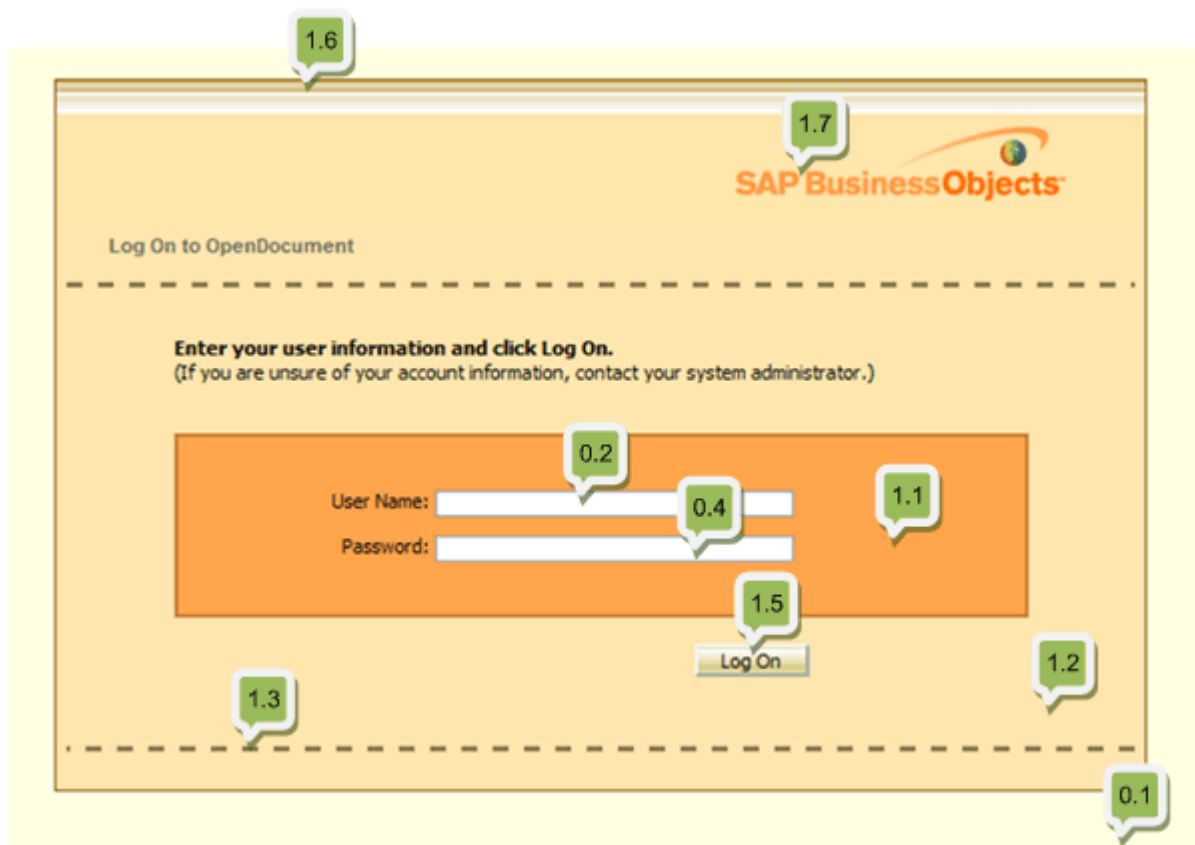 1.6
1.7
SAP BusinessObjects™
Log On to OpenDocument
Enter your user information and click Log On.
(If you are unsure of your account information, contact your system administrator.)
0.2
User Name:
0.4
1.1
Password:
1.5
Log On
1.2
1.3
0.1